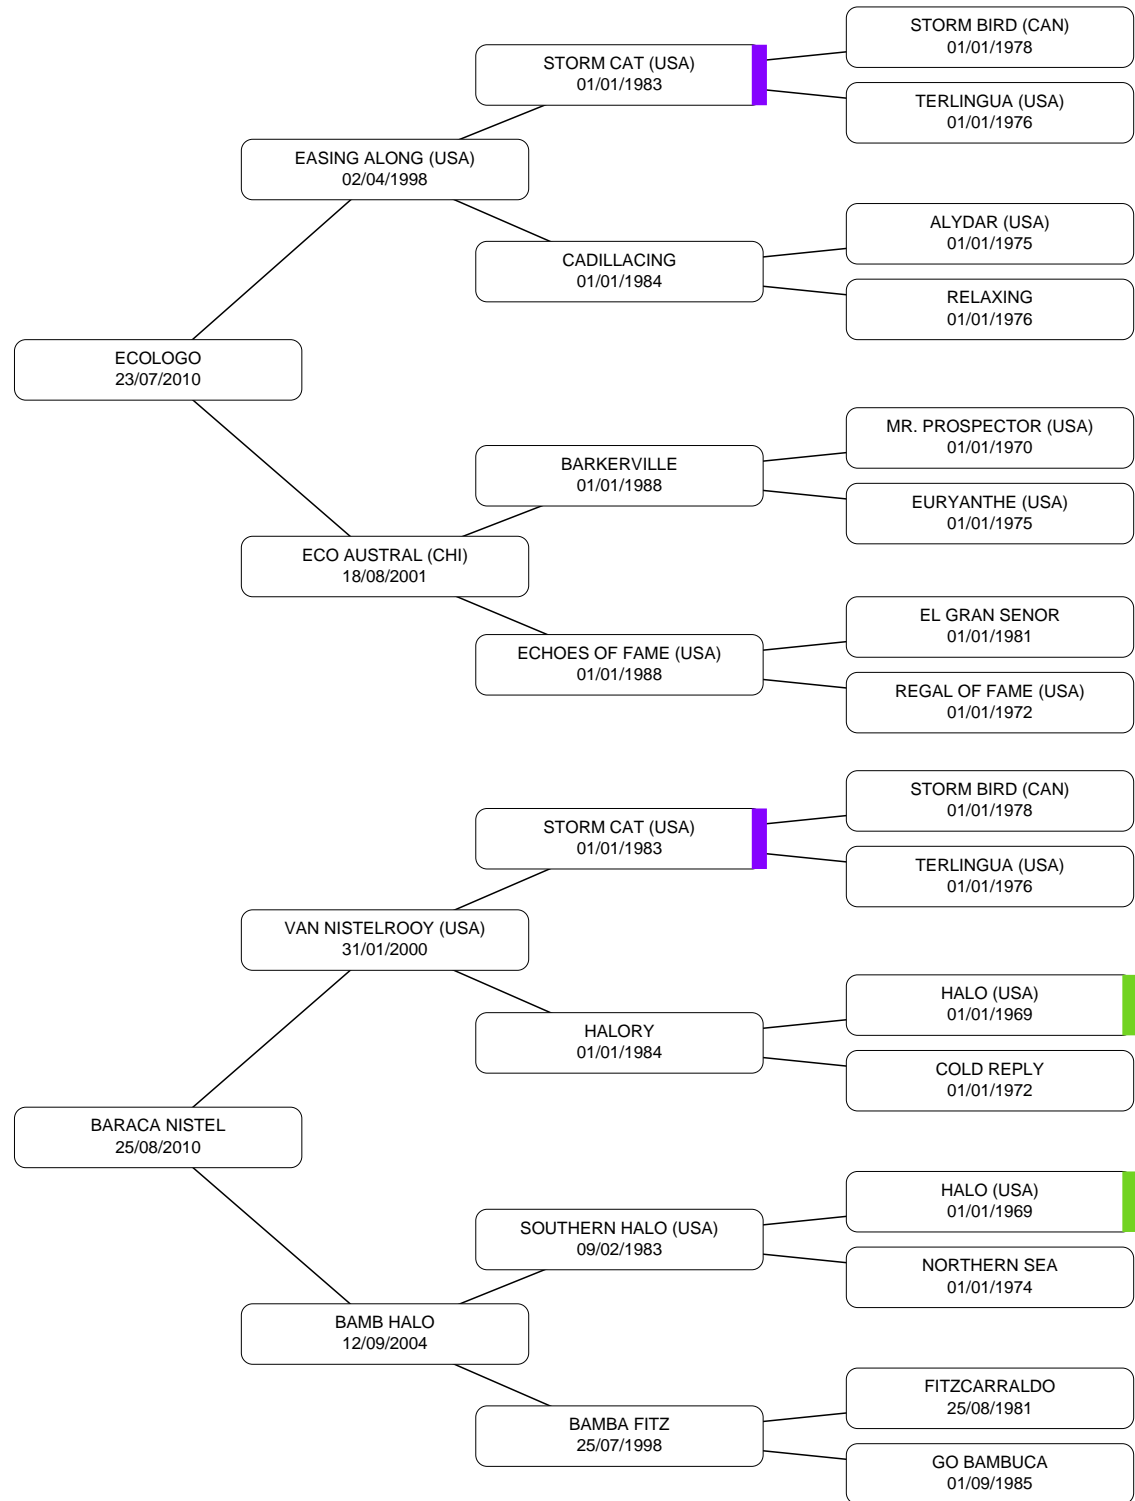 STORM BIRD (CAN)
01/01/1978
STORM CAT (USA)
01/01/1983
TERLINGUA (USA)
01/01/1976
EASING ALONG (USA)
02/04/1998
ALYDAR (USA)
01/01/1975
CADILLACING
01/01/1984
RELAXING
01/01/1976
ECOLOGO
23/07/2010
MR. PROSPECTOR (USA)
01/01/1970
BARKERVILLE
01/01/1988
EURYANTHE (USA)
01/01/1975
ECO AUSTRAL (CHI)
18/08/2001
EL GRAN SENOR
01/01/1981
ECHOES OF FAME (USA)
01/01/1988
REGAL OF FAME (USA)
01/01/1972
STORM BIRD (CAN)
01/01/1978
STORM CAT (USA)
01/01/1983
TERLINGUA (USA)
01/01/1976
VAN NISTELROOY (USA)
31/01/2000
HALO (USA)
01/01/1969
HALORY
01/01/1984
COLD REPLY
01/01/1972
BARACA NISTEL
25/08/2010
HALO (USA)
01/01/1969
SOUTHERN HALO (USA)
09/02/1983
NORTHERN SEA
01/01/1974
BAMB HALO
12/09/2004
FITZCARRALDO
25/08/1981
BAMBA FITZ
25/07/1998
GO BAMBUCA
01/09/1985